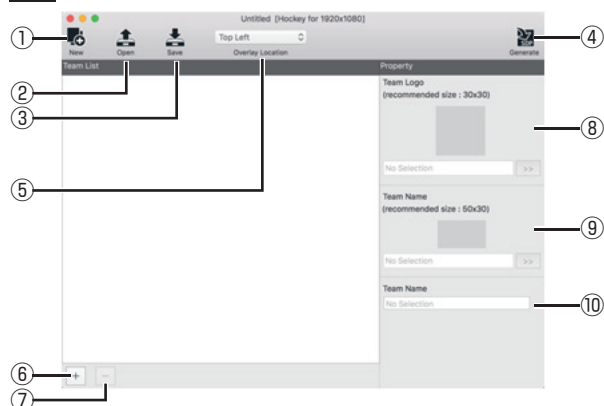 Untitled [Hockey for 1920x1080]
① New
② Open
③ Save
Top Left
⑤ Overlay Location
④ Generate
Team List
Property
Team Logo
(recommended size : 30x30)
⑧
No Selection >>
Team Name
(recommended size : 50x30)
⑨
No Selection >>
Team Name
No Selection
⑩
⑥ +
⑦ −